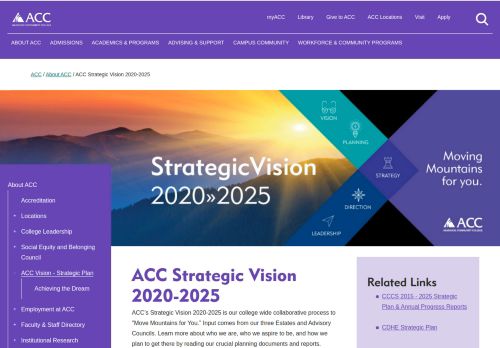 ACC
ARAPAHOE COMMUNITY COLLEGE
myACC Library Give to ACC ACC Locations Visit Apply
ABOUT ACC ADMISSIONS ACADEMICS & PROGRAMS ADVISING & SUPPORT CAMPUS COMMUNITY WORKFORCE & COMMUNITY PROGRAMS
ACC / About ACC / ACC Strategic Vision 2020-2025
VISION
PLANNING
STRATEGY
DIRECTION
LEADERSHIP
StrategicVision
2020»2025
Moving
Mountains
for you.
ACC
ARAPAHOE COMMUNITY COLLEGE
About ACC
Accreditation
Locations
College Leadership
Social Equity and Belonging
Council
ACC Vision - Strategic Plan
Achieving the Dream
Employment at ACC
Faculty & Staff Directory
Institutional Research
ACC Strategic Vision
2020-2025
ACC's Strategic Vision 2020-2025 is our college wide collaborative process to
"Move Mountains for You." Input comes from our three Estates and Advisory
Councils. Learn more about who we are, who we aspire to be, and how we
plan to get there by reading our crucial planning documents and reports.
Related Links
CCCS 2015 - 2025 Strategic
Plan & Annual Progress Reports
CDHE Strategic Plan